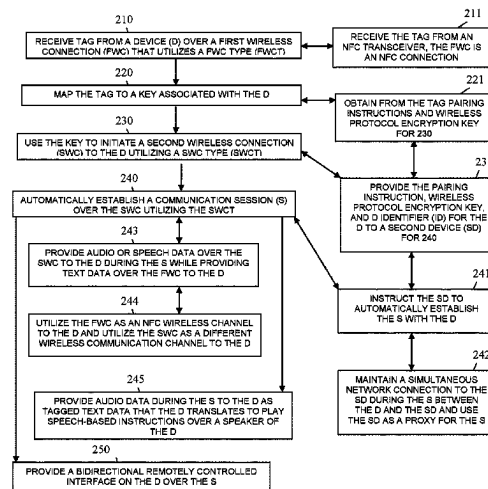 210
RECEIVE TAG FROM A DEVICE (D) OVER A FIRST WIRELESS
CONNECTION (FWC) THAT UTILIZES A FWC TYPE (FWCT)
211
RECEIVE THE TAG FROM AN
NFC TRANSCEIVER, THE FWC IS
AN NFC CONNECTION
220
MAP THE TAG TO A KEY ASSOCIATED WITH THE D
221
OBTAIN FROM THE TAG PAIRING
INSTRUCTIONS AND WIRELESS
PROTOCOL ENCRYPTION KEY
FOR 230
230
USE THE KEY TO INITIATE A SECOND WIRELESS CONNECTION
(SWC) TO THE D UTILIZING A SWC TYPE (SWCT)
23
PROVIDE THE PAIRING
INSTRUCTION, WIRELESS
PROTOCOL ENCRYPTION KEY,
AND D IDENTIFIER (ID) FOR THE
D TO A SECOND DEVICE (SD)
FOR 240
240
AUTOMATICALLY ESTABLISH A COMMUNICATION SESSION (S)
OVER THE SWC UTILIZING THE SWCT
241
INSTRUCT THE SD TO
AUTOMATICALLY ESTABLISH
THE S WITH THE D
242
MAINTAIN A SIMULTANEOUS
NETWORK CONNECTION TO THE
SD DURING THE S BETWEEN
THE D AND THE SD AND USE
THE SD AS A PROXY FOR THE S
243
PROVIDE AUDIO OR SPEECH DATA OVER THE
SWC TO THE D DURING THE S WHILE PROVIDING
TEXT DATA OVER THE FWC TO THE D
244
UTILIZE THE FWC AS AN NFC WIRELESS CHANNEL
TO THE D AND UTILIZE THE SWC AS A DIFFERENT
WIRELESS COMMUNICATION CHANNEL TO THE D
245
PROVIDE AUDIO DATA DURING THE S TO THE D AS
TAGGED TEXT DATA THAT THE D TRANSLATES TO PLAY
SPEECH-BASED INSTRUCTIONS OVER A SPEAKER OF
THE D
250
PROVIDE A BIDIRECTIONAL REMOTELY CONTROLLED
INTERFACE ON THE D OVER THE S